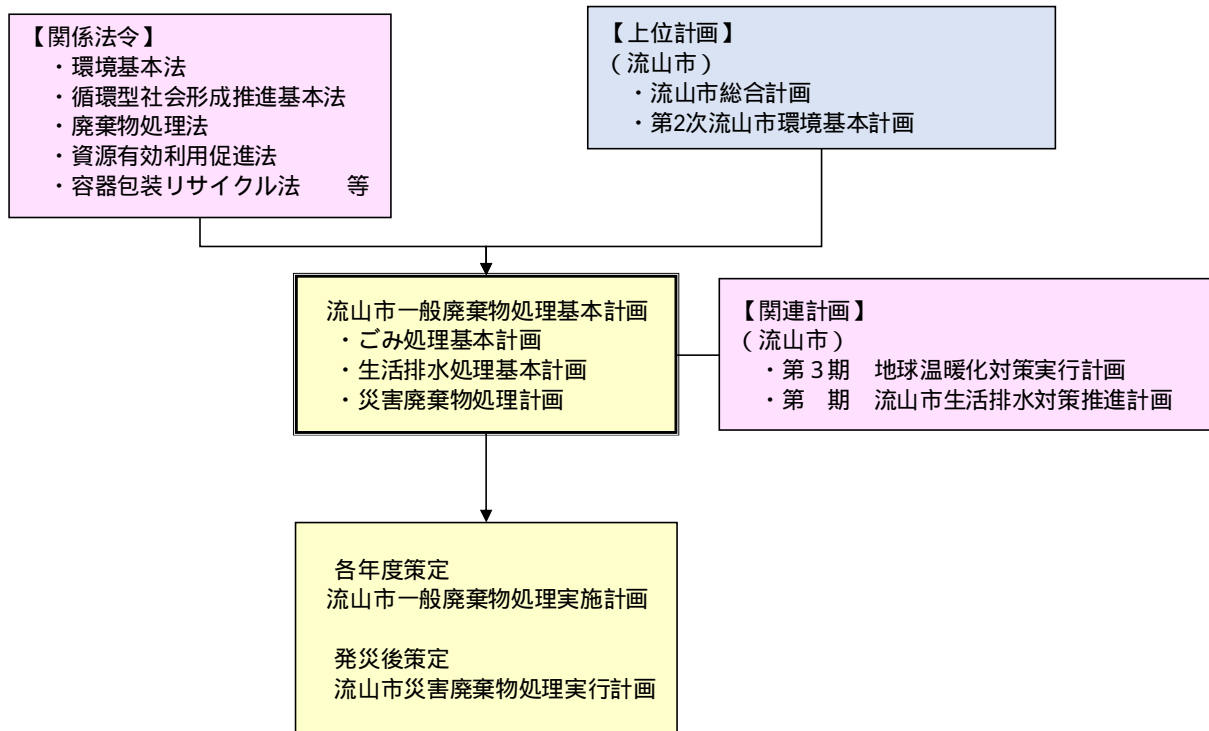 【関係法令】
・環境基本法
・循環型社会形成推進基本法
・廃棄物処理法
・資源有効利用促進法
・容器包装リサイクル法　　等
【上位計画】
（流山市）
・流山市総合計画
・第2次流山市環境基本計画
流山市一般廃棄物処理基本計画
・ごみ処理基本計画
・生活排水処理基本計画
・災害廃棄物処理計画
【関連計画】
（流山市）
・第３期　地球温暖化対策実行計画
・第　期　流山市生活排水対策推進計画
各年度策定
流山市一般廃棄物処理実施計画
発災後策定
流山市災害廃棄物処理実行計画